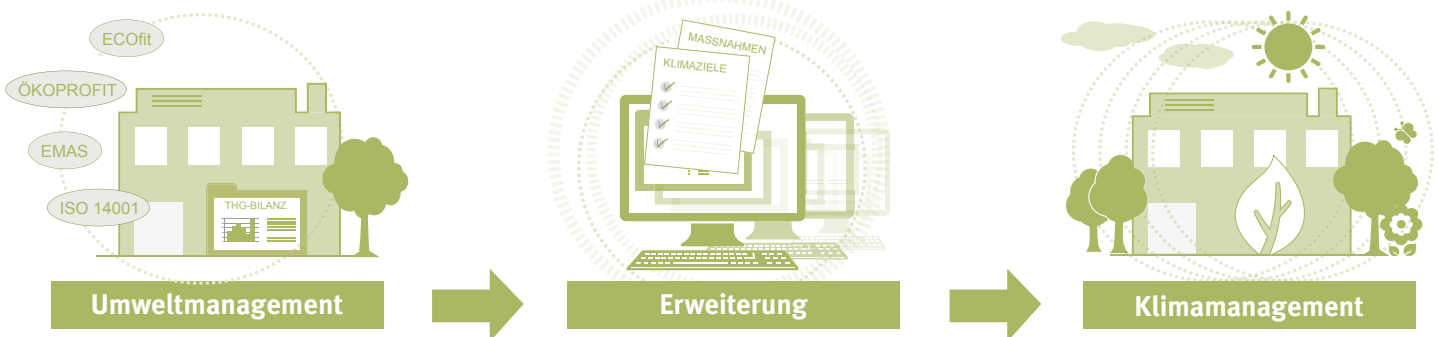 ECOfit
ÖKOPROFIT
EMAS
ISO 14001
THG-BILANZ
Umweltmanagement
MASSNAHMEN
KLIMAZIELE
Erweiterung
Klimamanagement